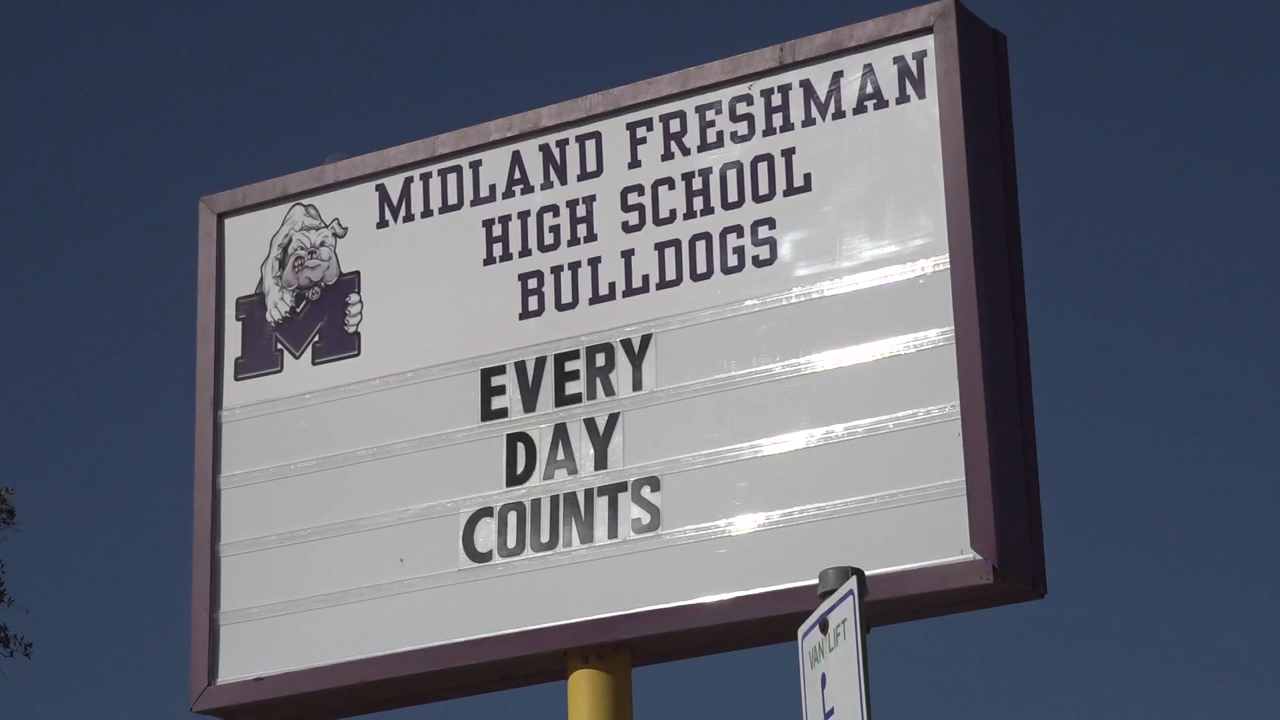 MIDLAND FRESHMAN
HIGH SCHOOL
BULLDOGS
M
EVERY
DAY
COUNTS
VAN LIFT